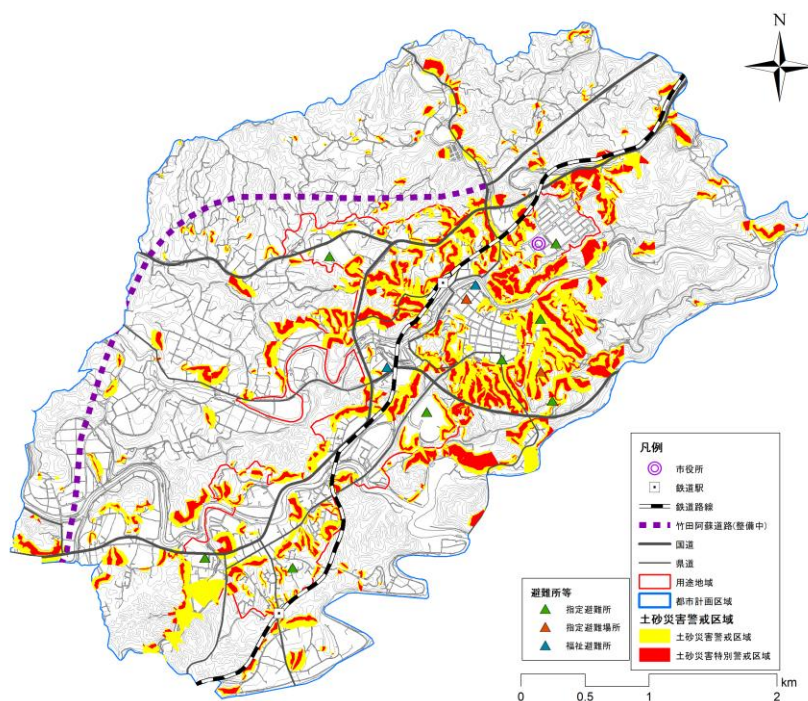 N
凡例
市役所
鉄道駅
鉄道路線
竹田阿蘇道路(整備中)
国道
県道
用途地域
都市計画区域
土砂災害警戒区域
土砂災害警戒区域
土砂災害特別警戒区域
避難所等
指定避難所
指定避難場所
福祉避難所
km
0 0.5 1 2